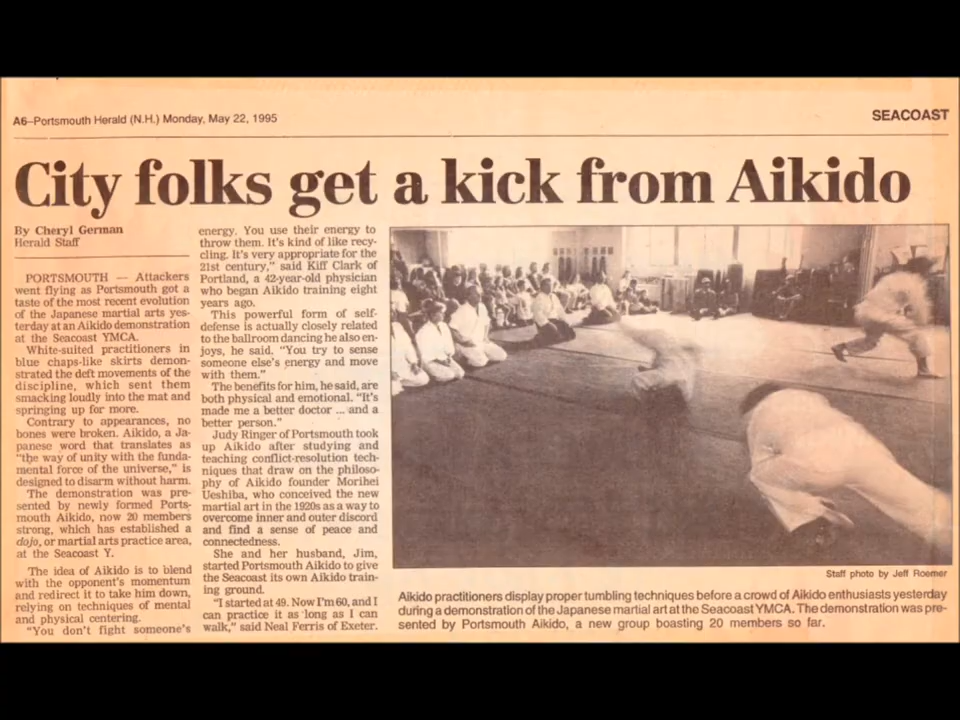 A6–Portsmouth Herald (N.H.) Monday, May 22, 1995
SEACOAST
City folks get a kick from Aikido
By Cheryl German
Herald Staff
PORTSMOUTH — Attackers
went flying as Portsmouth got a
taste of the most recent evolution
of the Japanese martial arts yes-
terday at an Aikido demonstration
at the Seacoast YMCA.
White-suited practitioners in
blue chaps-like skirts demon-
strated the deft movements of the
discipline, which sent them
smacking loudly into the mat and
springing up for more.
Contrary to appearances, no
bones were broken. Aikido, a Ja-
panese word that translates as
"the way of unity with the funda-
mental force of the universe," is
designed to disarm without harm.
The demonstration was pre-
sented by newly formed Ports-
mouth Aikido, now 20 members
strong, which has established a
dojo, or martial arts practice area,
at the Seacoast Y.
The idea of Aikido is to blend
with the opponent's momentum
and redirect it to take him down,
relying on techniques of mental
and physical centering.
"You don't fight someone's
energy. You use their energy to
throw them. It's kind of like recy-
cling. It's very appropriate for the
21st century," said Kiff Clark of
Portland, a 42-year-old physician
who began Aikido training eight
years ago.
This powerful form of self-
defense is actually closely related
to the ballroom dancing he also en-
joys, he said. "You try to sense
someone else's energy and move
with them."
The benefits for him, he said, are
both physical and emotional. "It's
made me a better doctor ... and a
better person."
Judy Ringer of Portsmouth took
up Aikido after studying and
teaching conflict-resolution tech-
niques that draw on the philoso-
phy of Aikido founder Morihei
Ueshiba, who conceived the new
martial art in the 1920s as a way to
overcome inner and outer discord
and find a sense of peace and
connectedness.
She and her husband, Jim,
started Portsmouth Aikido to give
the Seacoast its own Aikido train-
ing ground.
"I started at 49. Now I'm 60, and I
can practice it as long as I can
walk," said Neal Ferris of Exeter.
Staff photo by Jeff Roemer
Aikido practitioners display proper tumbling techniques before a crowd of Aikido enthusiasts yesterday
during a demonstration of the Japanese martial art at the Seacoast YMCA. The demonstration was pre-
sented by Portsmouth Aikido, a new group boasting 20 members so far.